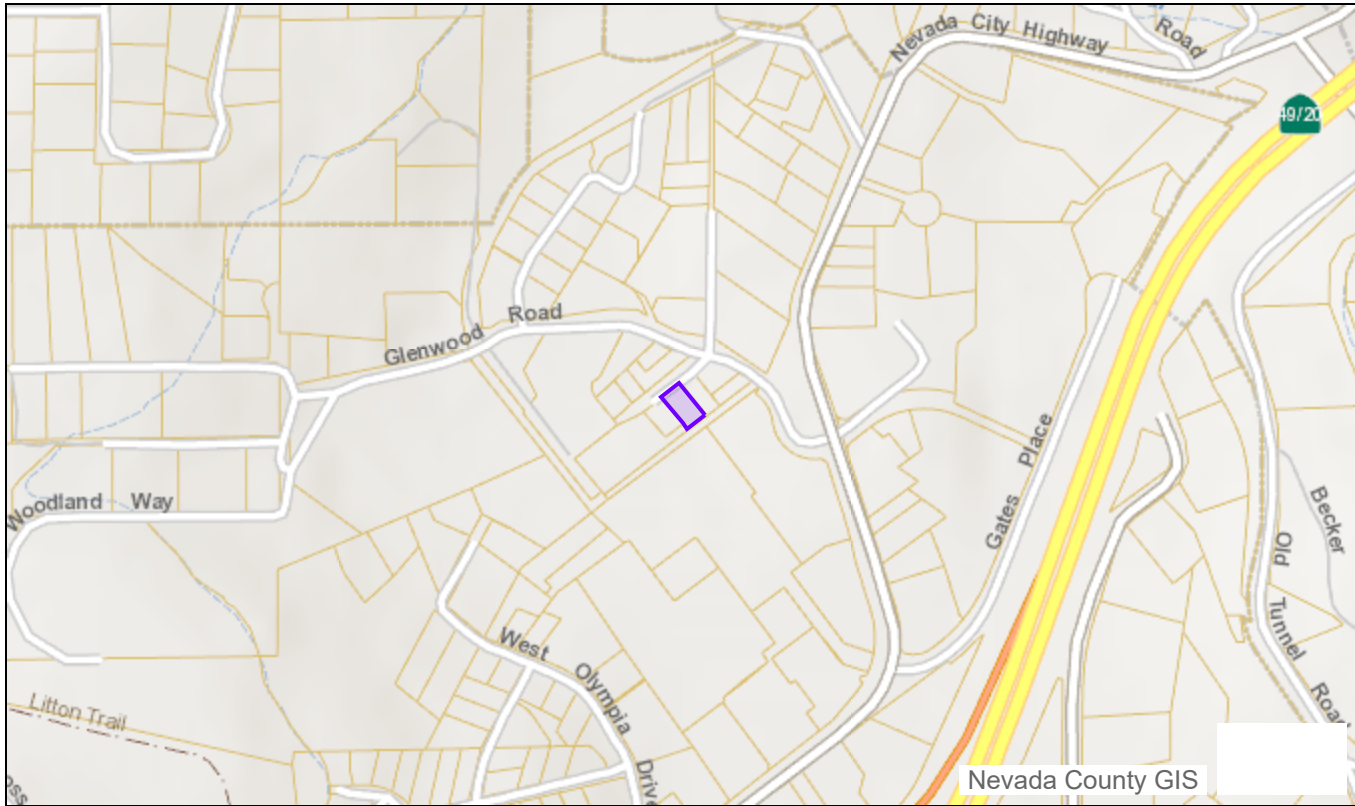 Nevada City Highway
Road
49/20
Glenwood Road
Gates Place
Woodland Way
Becker
Old Tunnel Road
West Olympia Drive
Litton Trail
oss
Nevada County GIS